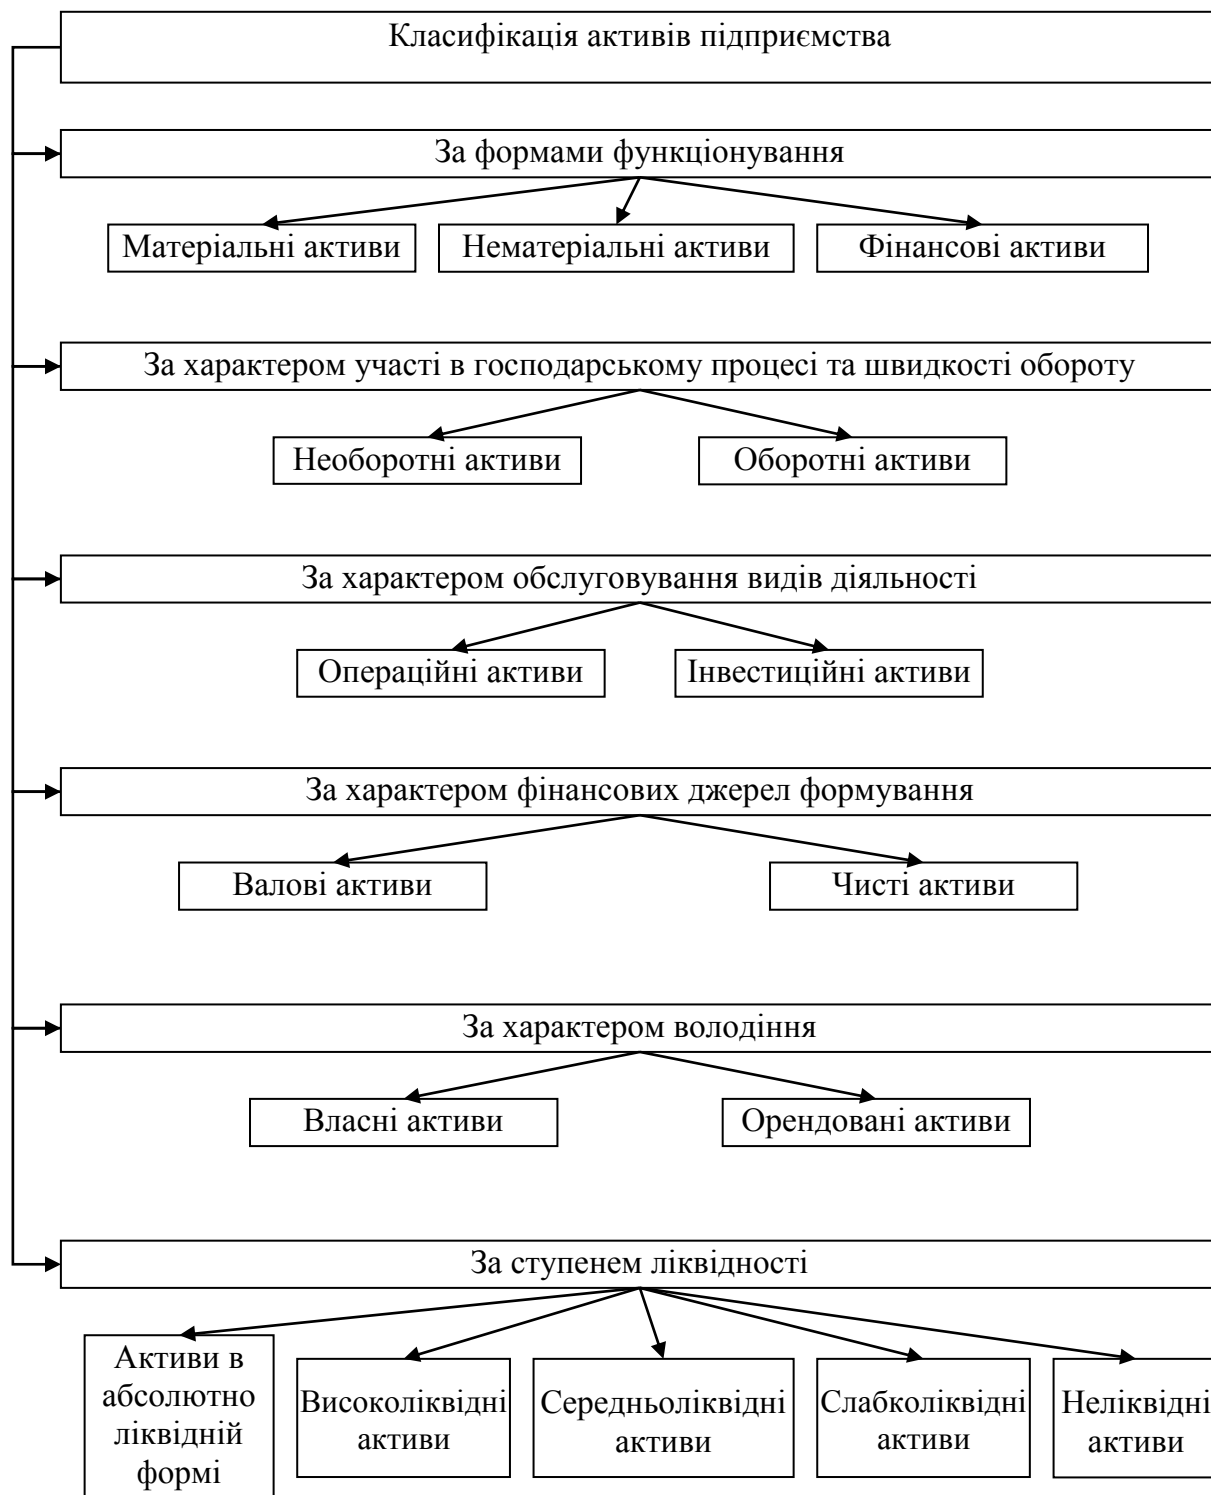 Класифікація активів підприємства
За формами функціонування
Матеріальні активи
Нематеріальні активи
Фінансові активи
За характером участі в господарському процесі та швидкості обороту
Необоротні активи
Оборотні активи
За характером обслуговування видів діяльності
Операційні активи
Інвестиційні активи
За характером фінансових джерел формування
Валові активи
Чисті активи
За характером володіння
Власні активи
Орендовані активи
За ступенем ліквідності
Активи в
абсолютно
ліквідній
формі
Високоліквідні
активи
Середньоліквідні
активи
Слабколіквідні
активи
Неліквідні
активи